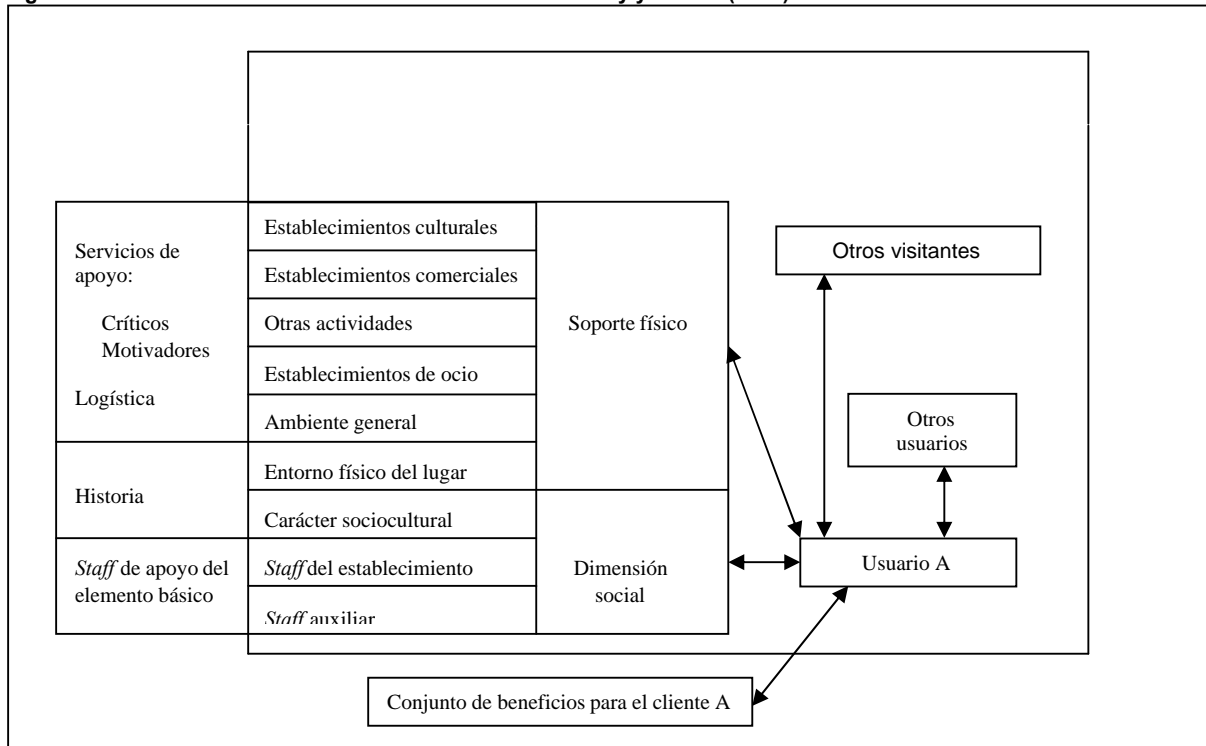 Servicios de
apoyo:
Críticos
Motivadores
Logística
Historia
Staff de apoyo del
elemento básico
Establecimientos culturales
Establecimientos comerciales
Otras actividades
Establecimientos de ocio
Ambiente general
Entorno físico del lugar
Carácter sociocultural
Staff del establecimiento
Staff auxiliar
Soporte físico
Dimensión
social
Otros visitantes
Otros
usuarios
Usuario A
Conjunto de beneficios para el cliente A